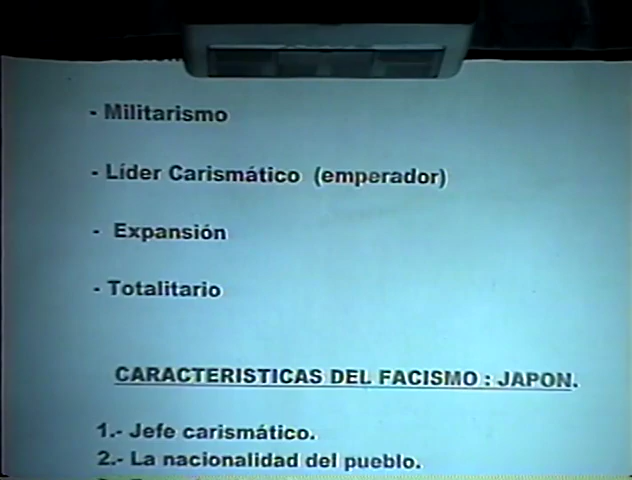 - Militarismo
- Líder Carismático (emperador)
- Expansión
- Totalitario
CARACTERISTICAS DEL FACISMO : JAPON.
1.- Jefe carismático.
2.- La nacionalidad del pueblo.